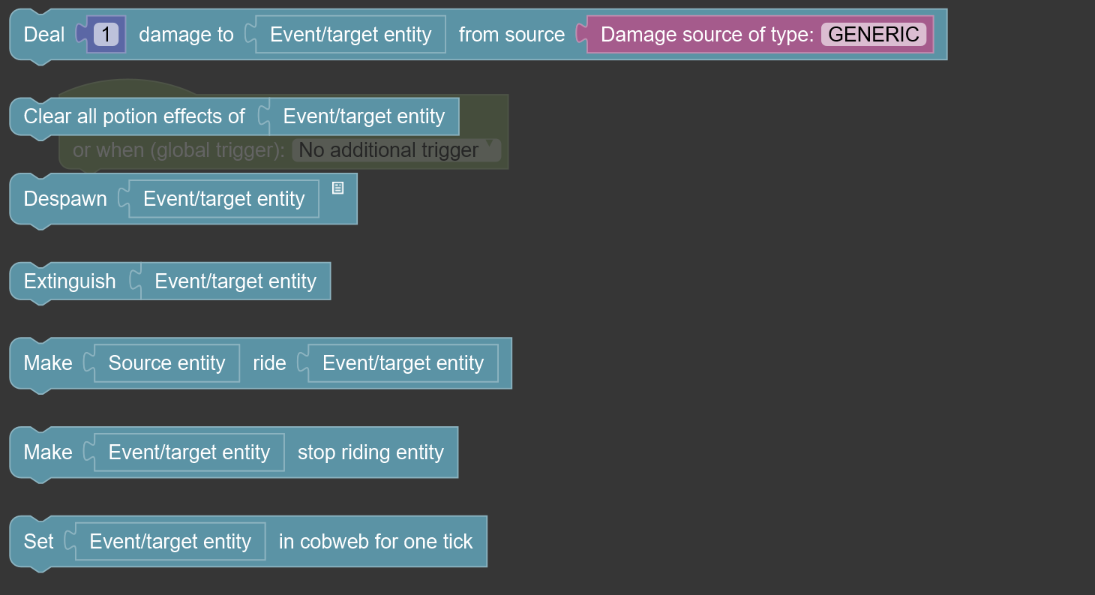 Deal 1 damage to Event/target entity from source Damage source of type: GENERIC
Clear all potion effects of Event/target entity
or when (global trigger): No additional trigger
Despawn Event/target entity
Extinguish Event/target entity
Make Source entity ride Event/target entity
Make Event/target entity stop riding entity
Set Event/target entity in cobweb for one tick